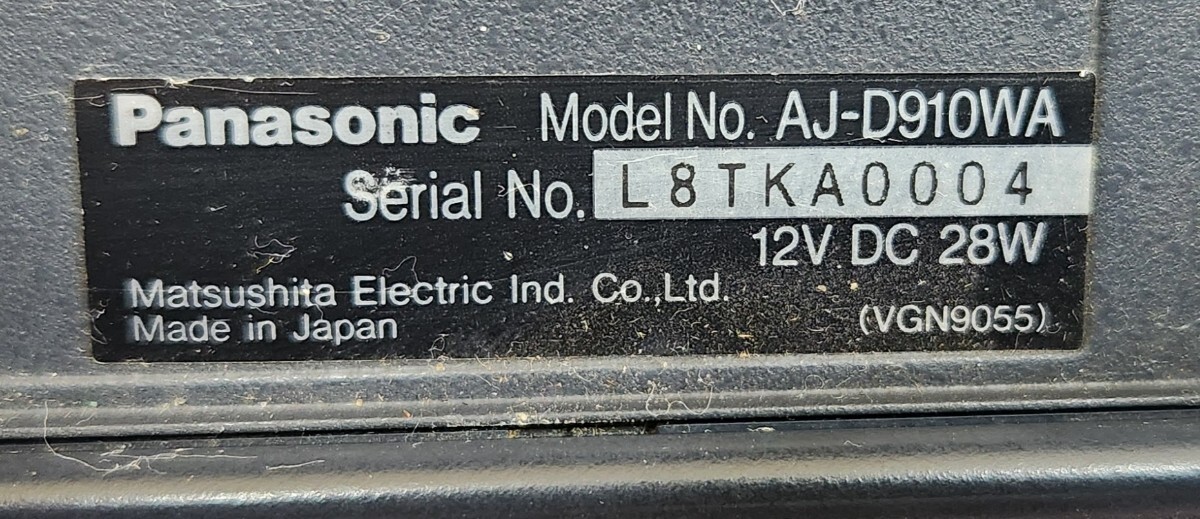 Panasonic Model No. AJ-D910WA
Serial No. L8TKA0004
12V DC 28W
Matsushita Electric Ind. Co.,Ltd.
Made in Japan (VGN9055)